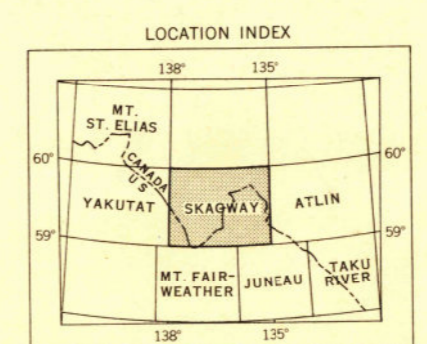 LOCATION INDEX
138° 135°
MT.
ST. ELIAS
60° 60°
CANADA
US
YAKUTAT SKAGWAY ATLIN
59° 59°
MT. FAIR-
WEATHER
JUNEAU
TAKU
RIVER
138° 135°